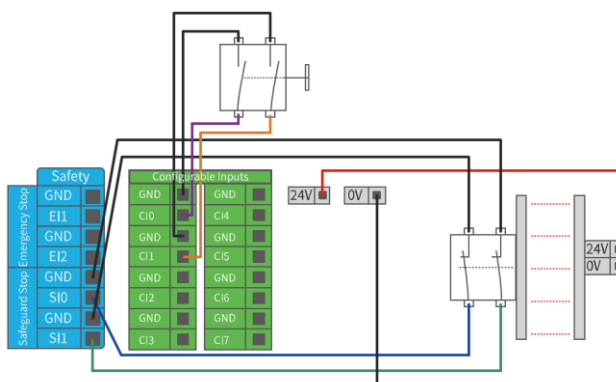 Safety
Emergency Stop
GND
EI1
GND
EI2
Safeguard Stop
GND
SI0
GND
SI1
Configurable Inputs
GND
CI0
GND
CI1
GND
CI2
GND
CI3
GND
CI4
GND
CI5
GND
CI6
GND
CI7
24V
0V
24V
0V